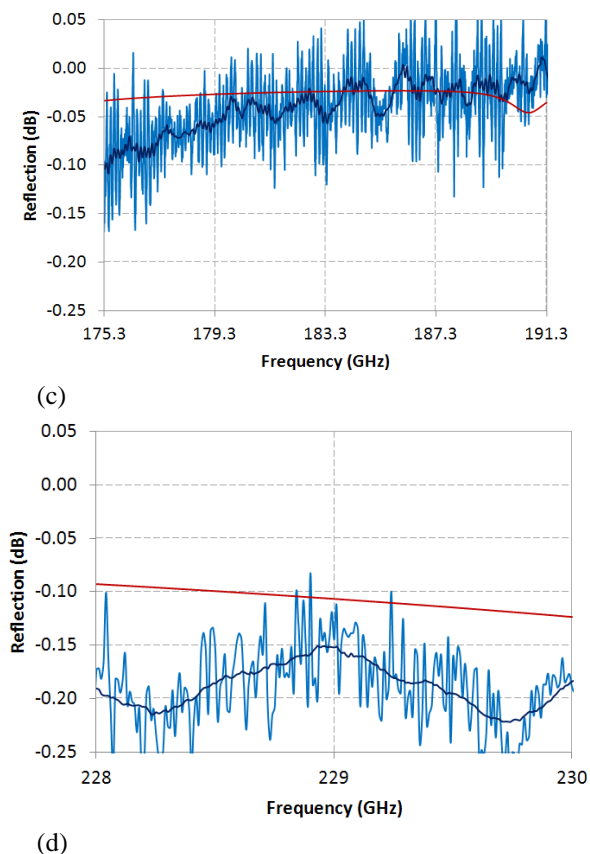 0.05
0.00
-0.05
-0.10
-0.15
-0.20
-0.25
Reflection (dB)
175.3 179.3 183.3 187.3 191.3
Frequency (GHz)
(c)
0.05
0.00
-0.05
-0.10
-0.15
-0.20
-0.25
Reflection (dB)
228 229 230
Frequency (GHz)
(d)